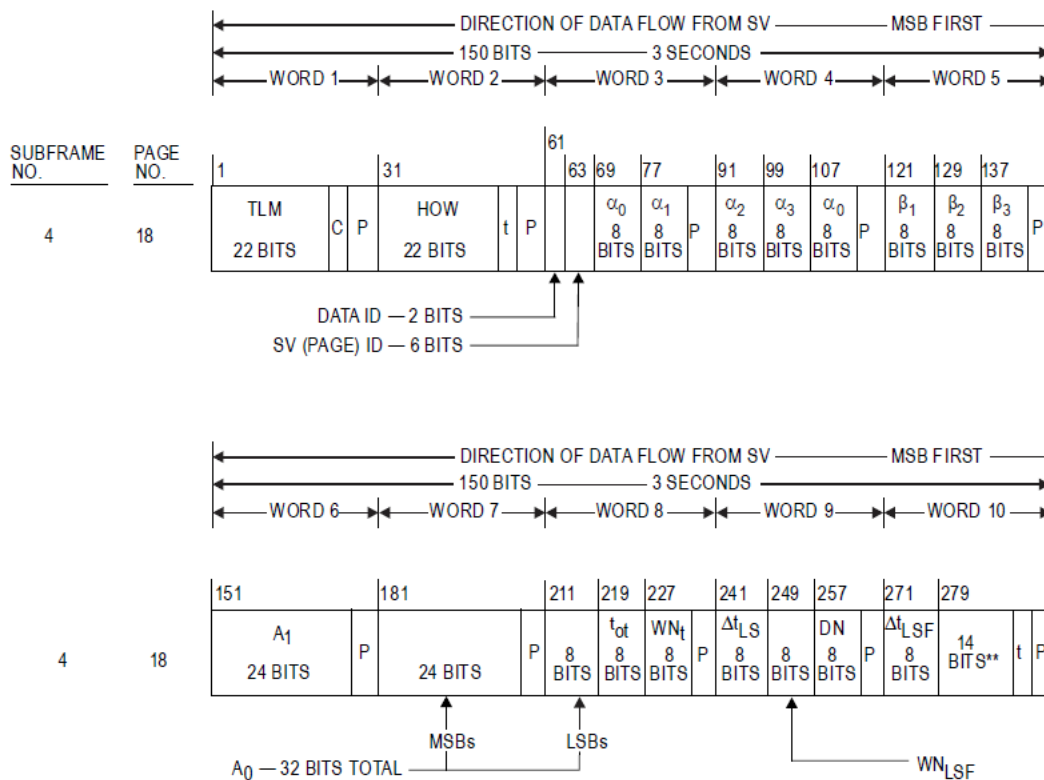 DIRECTION OF DATA FLOW FROM SV MSB FIRST
150 BITS 3 SECONDS
WORD 1 WORD 2 WORD 3 WORD 4 WORD 5
SUBFRAME NO. PAGE NO.
1 31 61 63 69 77 91 99 107 121 129 137
4 18
TLM 22 BITS C P HOW 22 BITS t P α0 8 BITS α1 8 BITS P α2 8 BITS α3 8 BITS α0 8 BITS P β1 8 BITS β2 8 BITS β3 8 BITS P
DATA ID — 2 BITS
SV (PAGE) ID — 6 BITS
DIRECTION OF DATA FLOW FROM SV MSB FIRST
150 BITS 3 SECONDS
WORD 6 WORD 7 WORD 8 WORD 9 WORD 10
151 181 211 219 227 241 249 257 271 279
4 18
A1 24 BITS P 24 BITS P 8 BITS tot 8 BITS WNt 8 BITS P ΔtLS 8 BITS 8 BITS DN 8 BITS P ΔtLSF 8 BITS 14 BITS** t P
MSBs LSBs
A0 — 32 BITS TOTAL
WNLSF